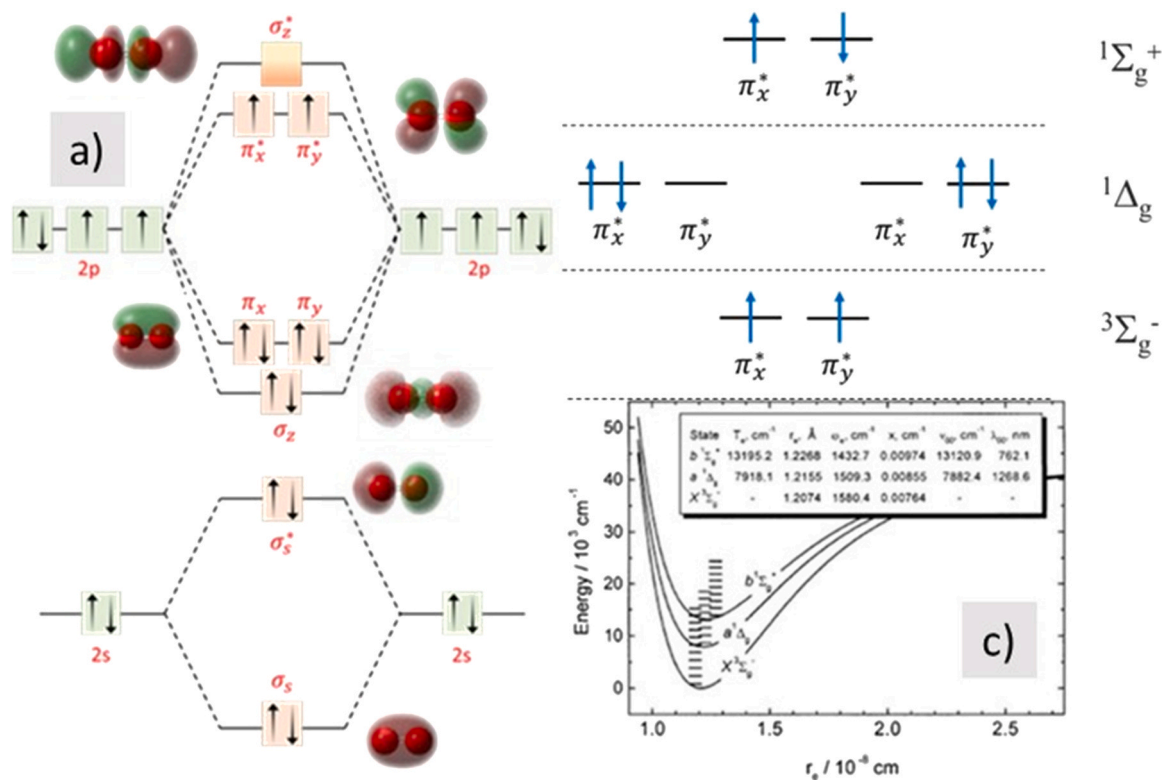 σz*
πx* πy*
a)
2p
2p
πx πy
σz
σs*
2s
2s
σs
πx* πy*
¹Σg⁺
πx* πy*
πx* πy*
¹Δg
πx* πy*
³Σg⁻
State Te, cm⁻¹ re, Å ωe, cm⁻¹ x, cm⁻¹ ν00, cm⁻¹ λ00, nm
b ¹Σg⁺ 13195.2 1.2268 1432.7 0.00974 13120.9 762.1
a ¹Δg 7918.1 1.2155 1509.3 0.00855 7882.4 1268.6
X ³Σg⁻ - 1.2074 1580.4 0.00764 - -
Energy / 10³ cm⁻¹
50
40
30
20
10
0
b¹Σg⁺
a¹Δg
X³Σg⁻
c)
1.0 1.5 2.0 2.5
re / 10⁻⁸ cm